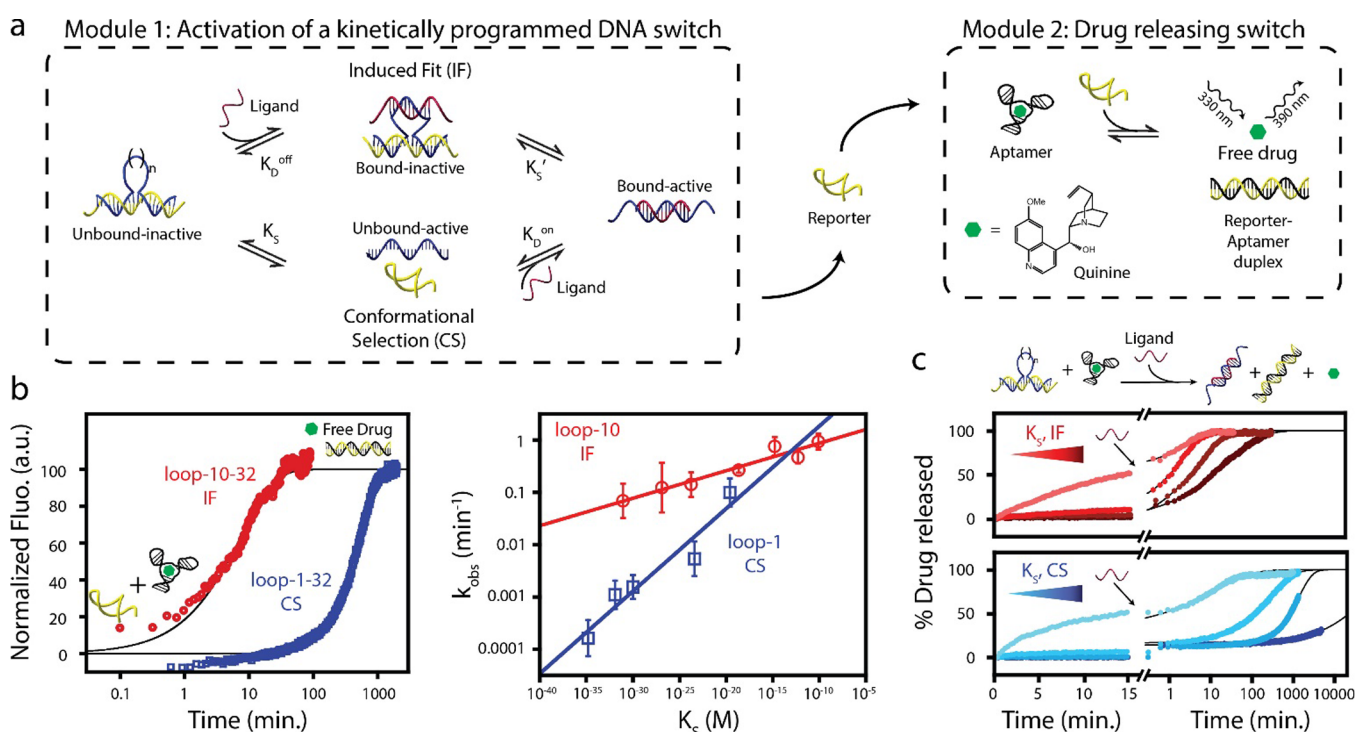 a
Module 1: Activation of a kinetically programmed DNA switch
Induced Fit (IF)
Ligand
( ) n
K_D^off
Bound-inactive
K_S'
Unbound-inactive
K_S
Unbound-active
K_D^on
Bound-active
Ligand
Conformational
Selection (CS)
Reporter
Module 2: Drug releasing switch
Aptamer
330 nm
390 nm
Free drug
MeO
N
OH
N
=
Quinine
Reporter-
Aptamer
duplex
b
Normalized Fluo. (a.u.)
100
80
60
40
20
0
Free Drug
loop-10-32
IF
loop-1-32
CS
+
0.1 1 10 100 1000
Time (min.)
k_obs (min⁻¹)
1
0.1
0.01
0.001
0.0001
loop-10
IF
loop-1
CS
10⁻⁴⁰ 10⁻³⁵ 10⁻³⁰ 10⁻²⁵ 10⁻²⁰ 10⁻¹⁵ 10⁻¹⁰ 10⁻⁵
K_s (M)
c
Ligand
n
+ + +
% Drug released
100
50
0
K_s, IF
100
50
0
K_s, CS
0 5 10 15 1 10 100 1000 10000
Time (min.) Time (min.)